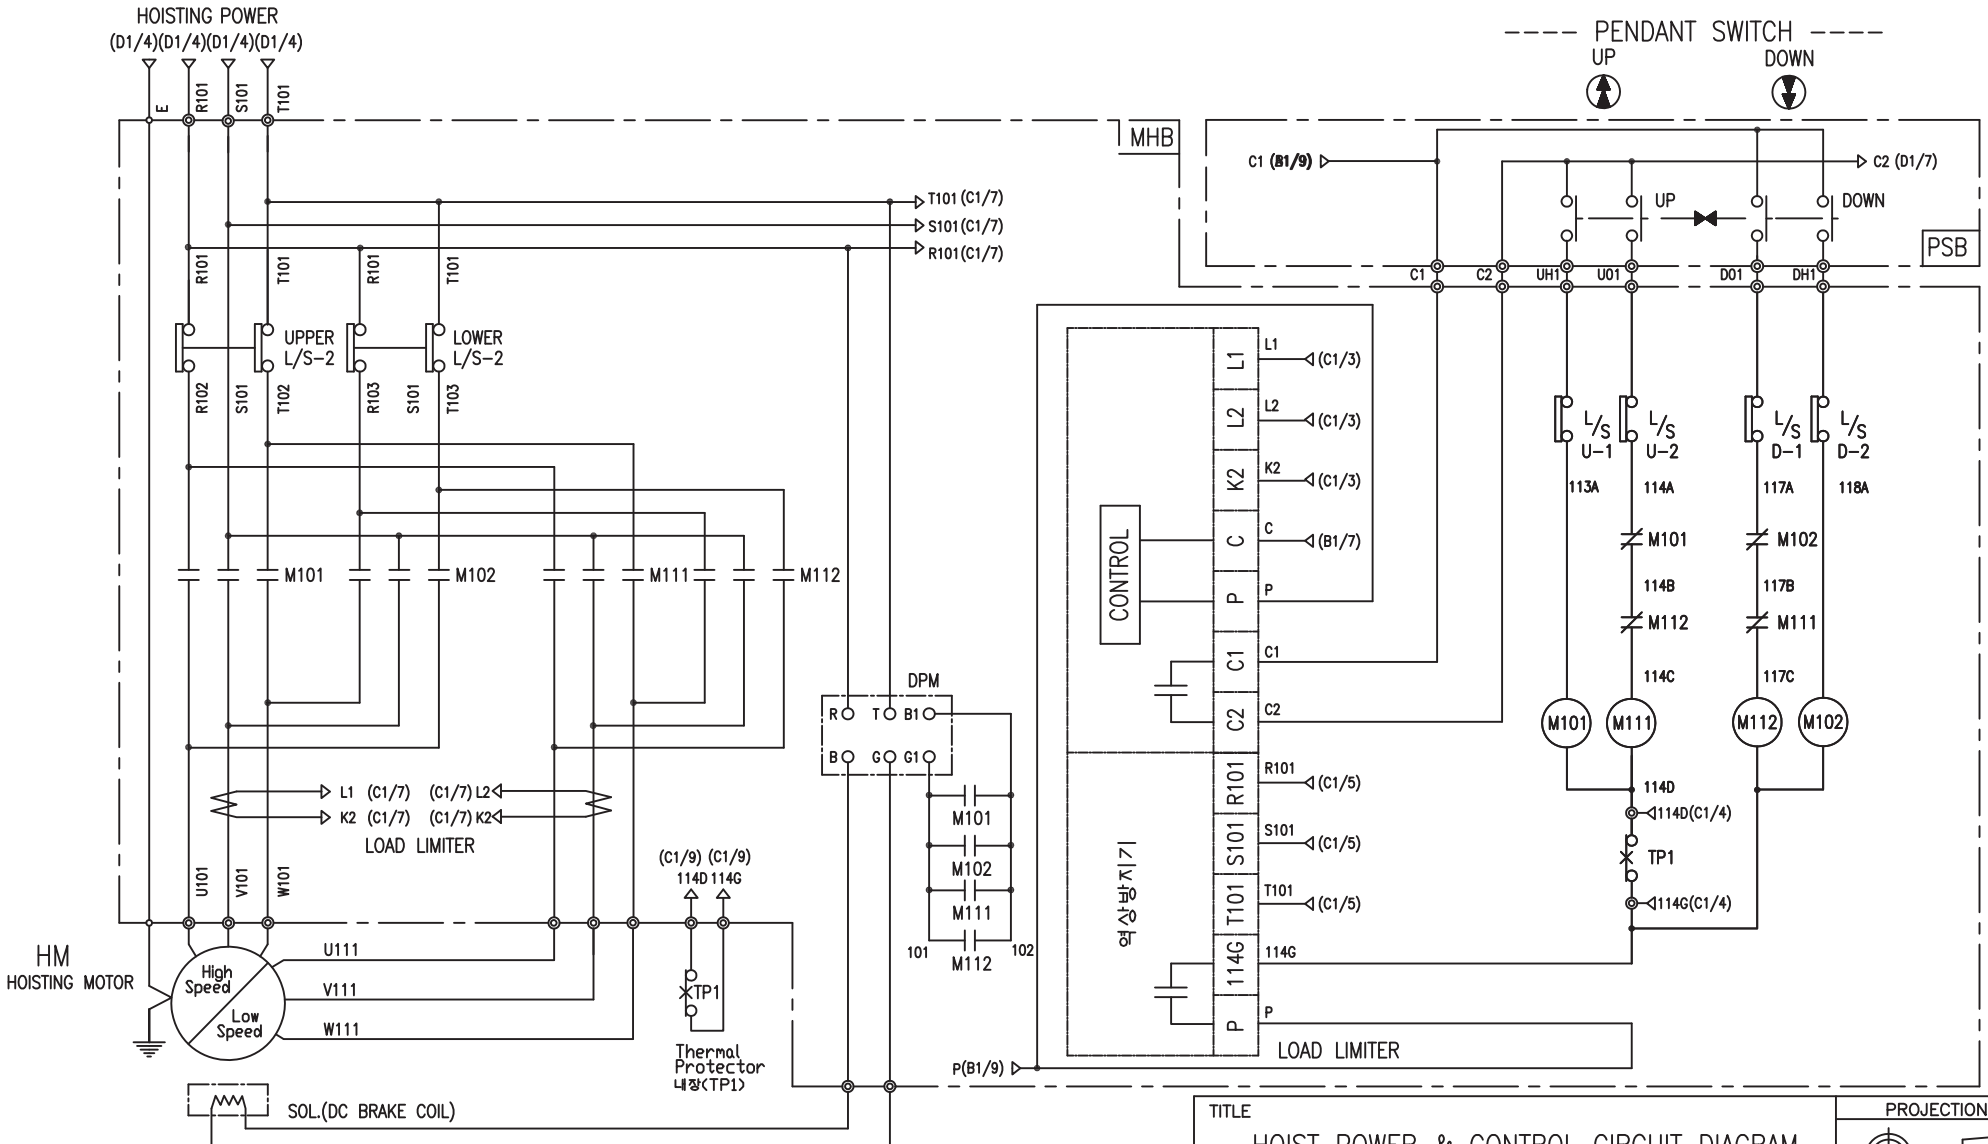 HOISTING POWER
(D1/4)(D1/4)(D1/4)(D1/4)
E
R101
S101
T101
MHB
T101(C1/7)
S101(C1/7)
R101(C1/7)
R101
T101
R101
T101
UPPER
L/S-2
LOWER
L/S-2
R102
S101
T102
R103
S101
T103
M101
M102
M111
M112
L1 (C1/7) (C1/7) L2
K2 (C1/7) (C1/7) K2
LOAD LIMITER
U101
V101
W101
HM
HOISTING MOTOR
High
Speed
Low
Speed
U111
V111
W111
(C1/9) (C1/9)
114D 114G
TP1
Thermal
Protector
내장(TP1)
SOL.(DC BRAKE COIL)
DPM
R T B1
B G G1
M101
M102
M111
101 102
M112
PENDANT SWITCH
UP DOWN
C1 (B1/9)
C2 (D1/7)
UP
DOWN
PSB
C1 C2 UH1 U01 D01 DH1
CONTROL
L1 L1 (C1/3)
L2 L2 (C1/3)
K2 K2 (C1/3)
C C (B1/7)
P P
C1 C1
C2 C2
역상방지기
R101 R101 (C1/5)
S101 S101 (C1/5)
T101 T101 (C1/5)
114G 114G
P P
LOAD LIMITER
P(B1/9)
L/S
U-1
L/S
U-2
L/S
D-1
L/S
D-2
113A 114A 117A 118A
M101 M102
114B 117B
M112 M111
114C 117C
M101 M111 M112 M102
114D
114D(C1/4)
TP1
114G(C1/4)
TITLE
HOIST POWER & CONTROL CIRCUIT DIAGRAM
PROJECTION